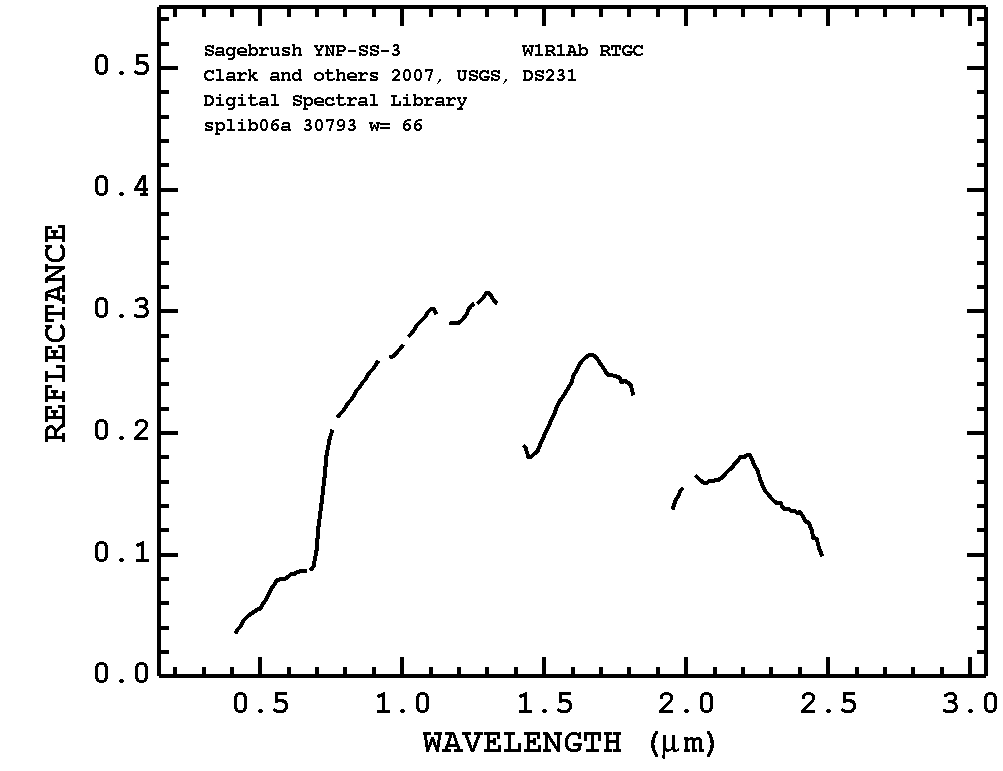 Sagebrush YNP-SS-3 W1R1Ab RTGC
Clark and others 2007, USGS, DS231
Digital Spectral Library
splib06a 30793 w= 66
0.5
0.4
0.3
0.2
0.1
0.0
REFLECTANCE
0.5 1.0 1.5 2.0 2.5 3.0
WAVELENGTH (μm)